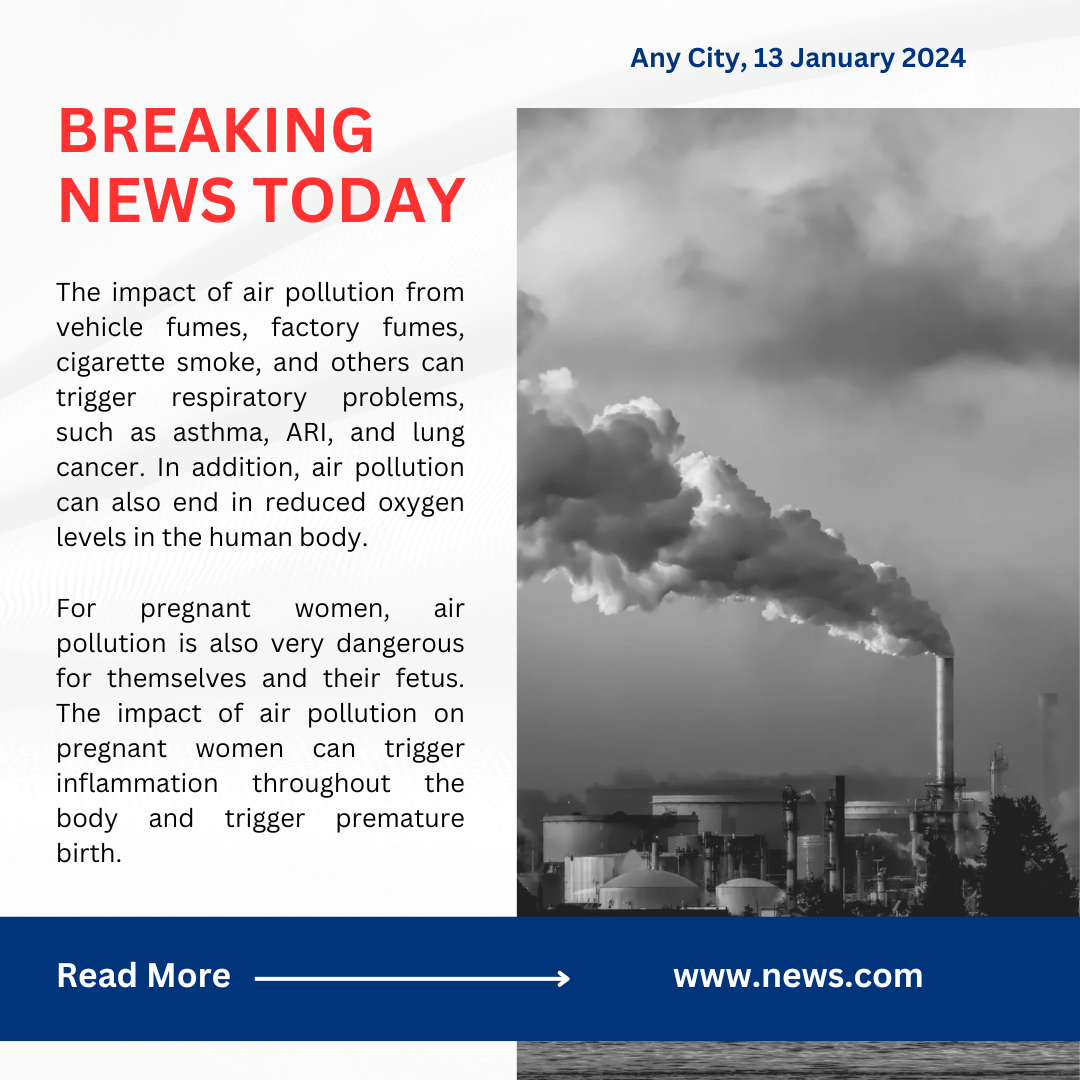 Any City, 13 January 2024
BREAKING
NEWS TODAY
The impact of air pollution from
vehicle fumes, factory fumes,
cigarette smoke, and others can
trigger respiratory problems,
such as asthma, ARI, and lung
cancer. In addition, air pollution
can also end in reduced oxygen
levels in the human body.
For pregnant women, air
pollution is also very dangerous
for themselves and their fetus.
The impact of air pollution on
pregnant women can trigger
inflammation throughout the
body and trigger premature
birth.
Read More
www.news.com